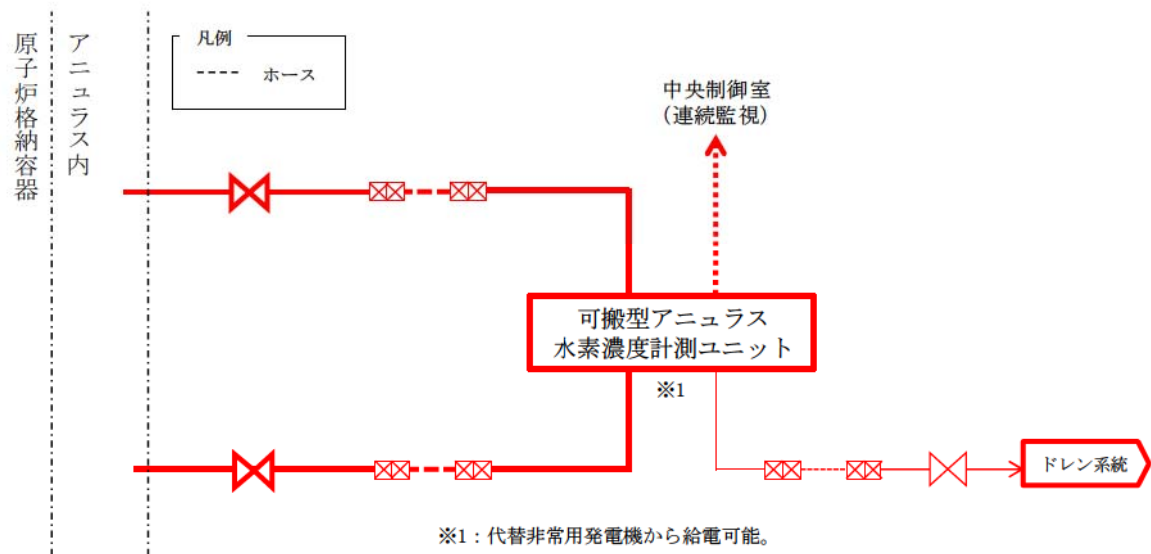 原子炉格納容器
アニュラス内
凡例
ホース
中央制御室
(連続監視)
可搬型アニュラス
水素濃度計測ユニット
※1
ドレン系統
※1：代替非常用発電機から給電可能。